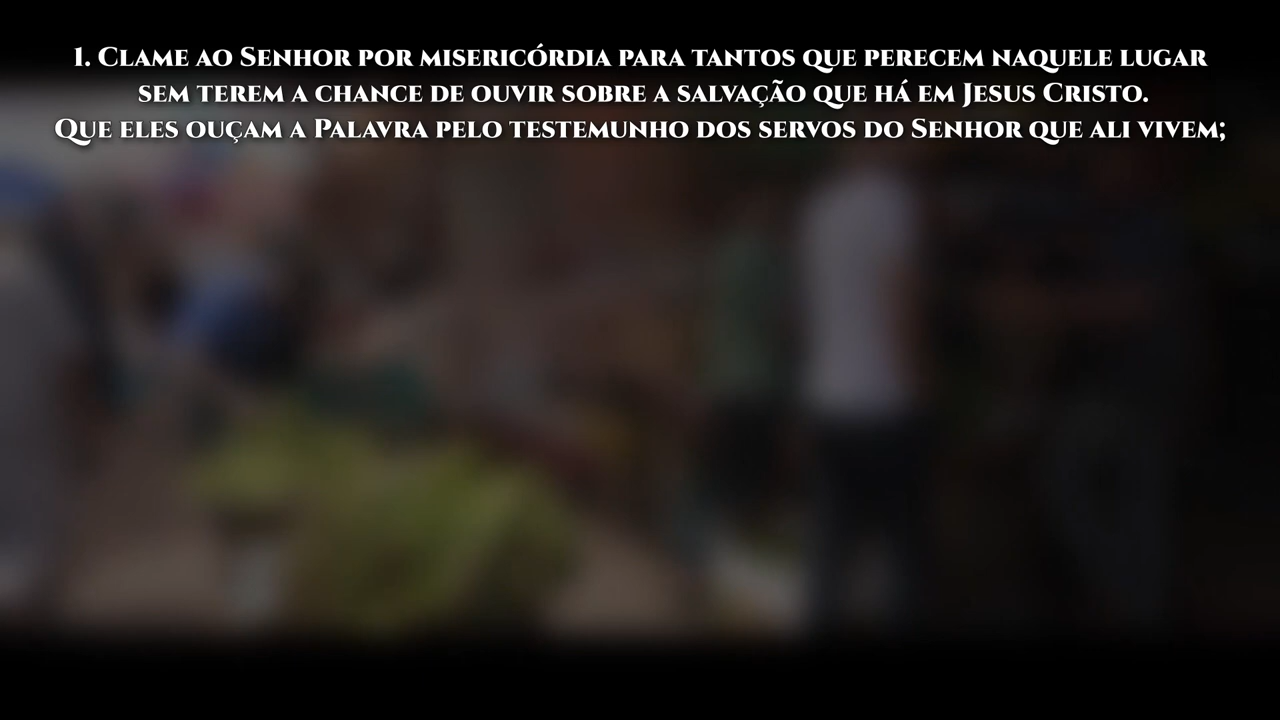 1. Clame ao Senhor por misericórdia para tantos que perecem naquele lugar
sem terem a chance de ouvir sobre a salvação que há em Jesus Cristo.
Que eles ouçam a Palavra pelo testemunho dos servos do Senhor que ali vivem;